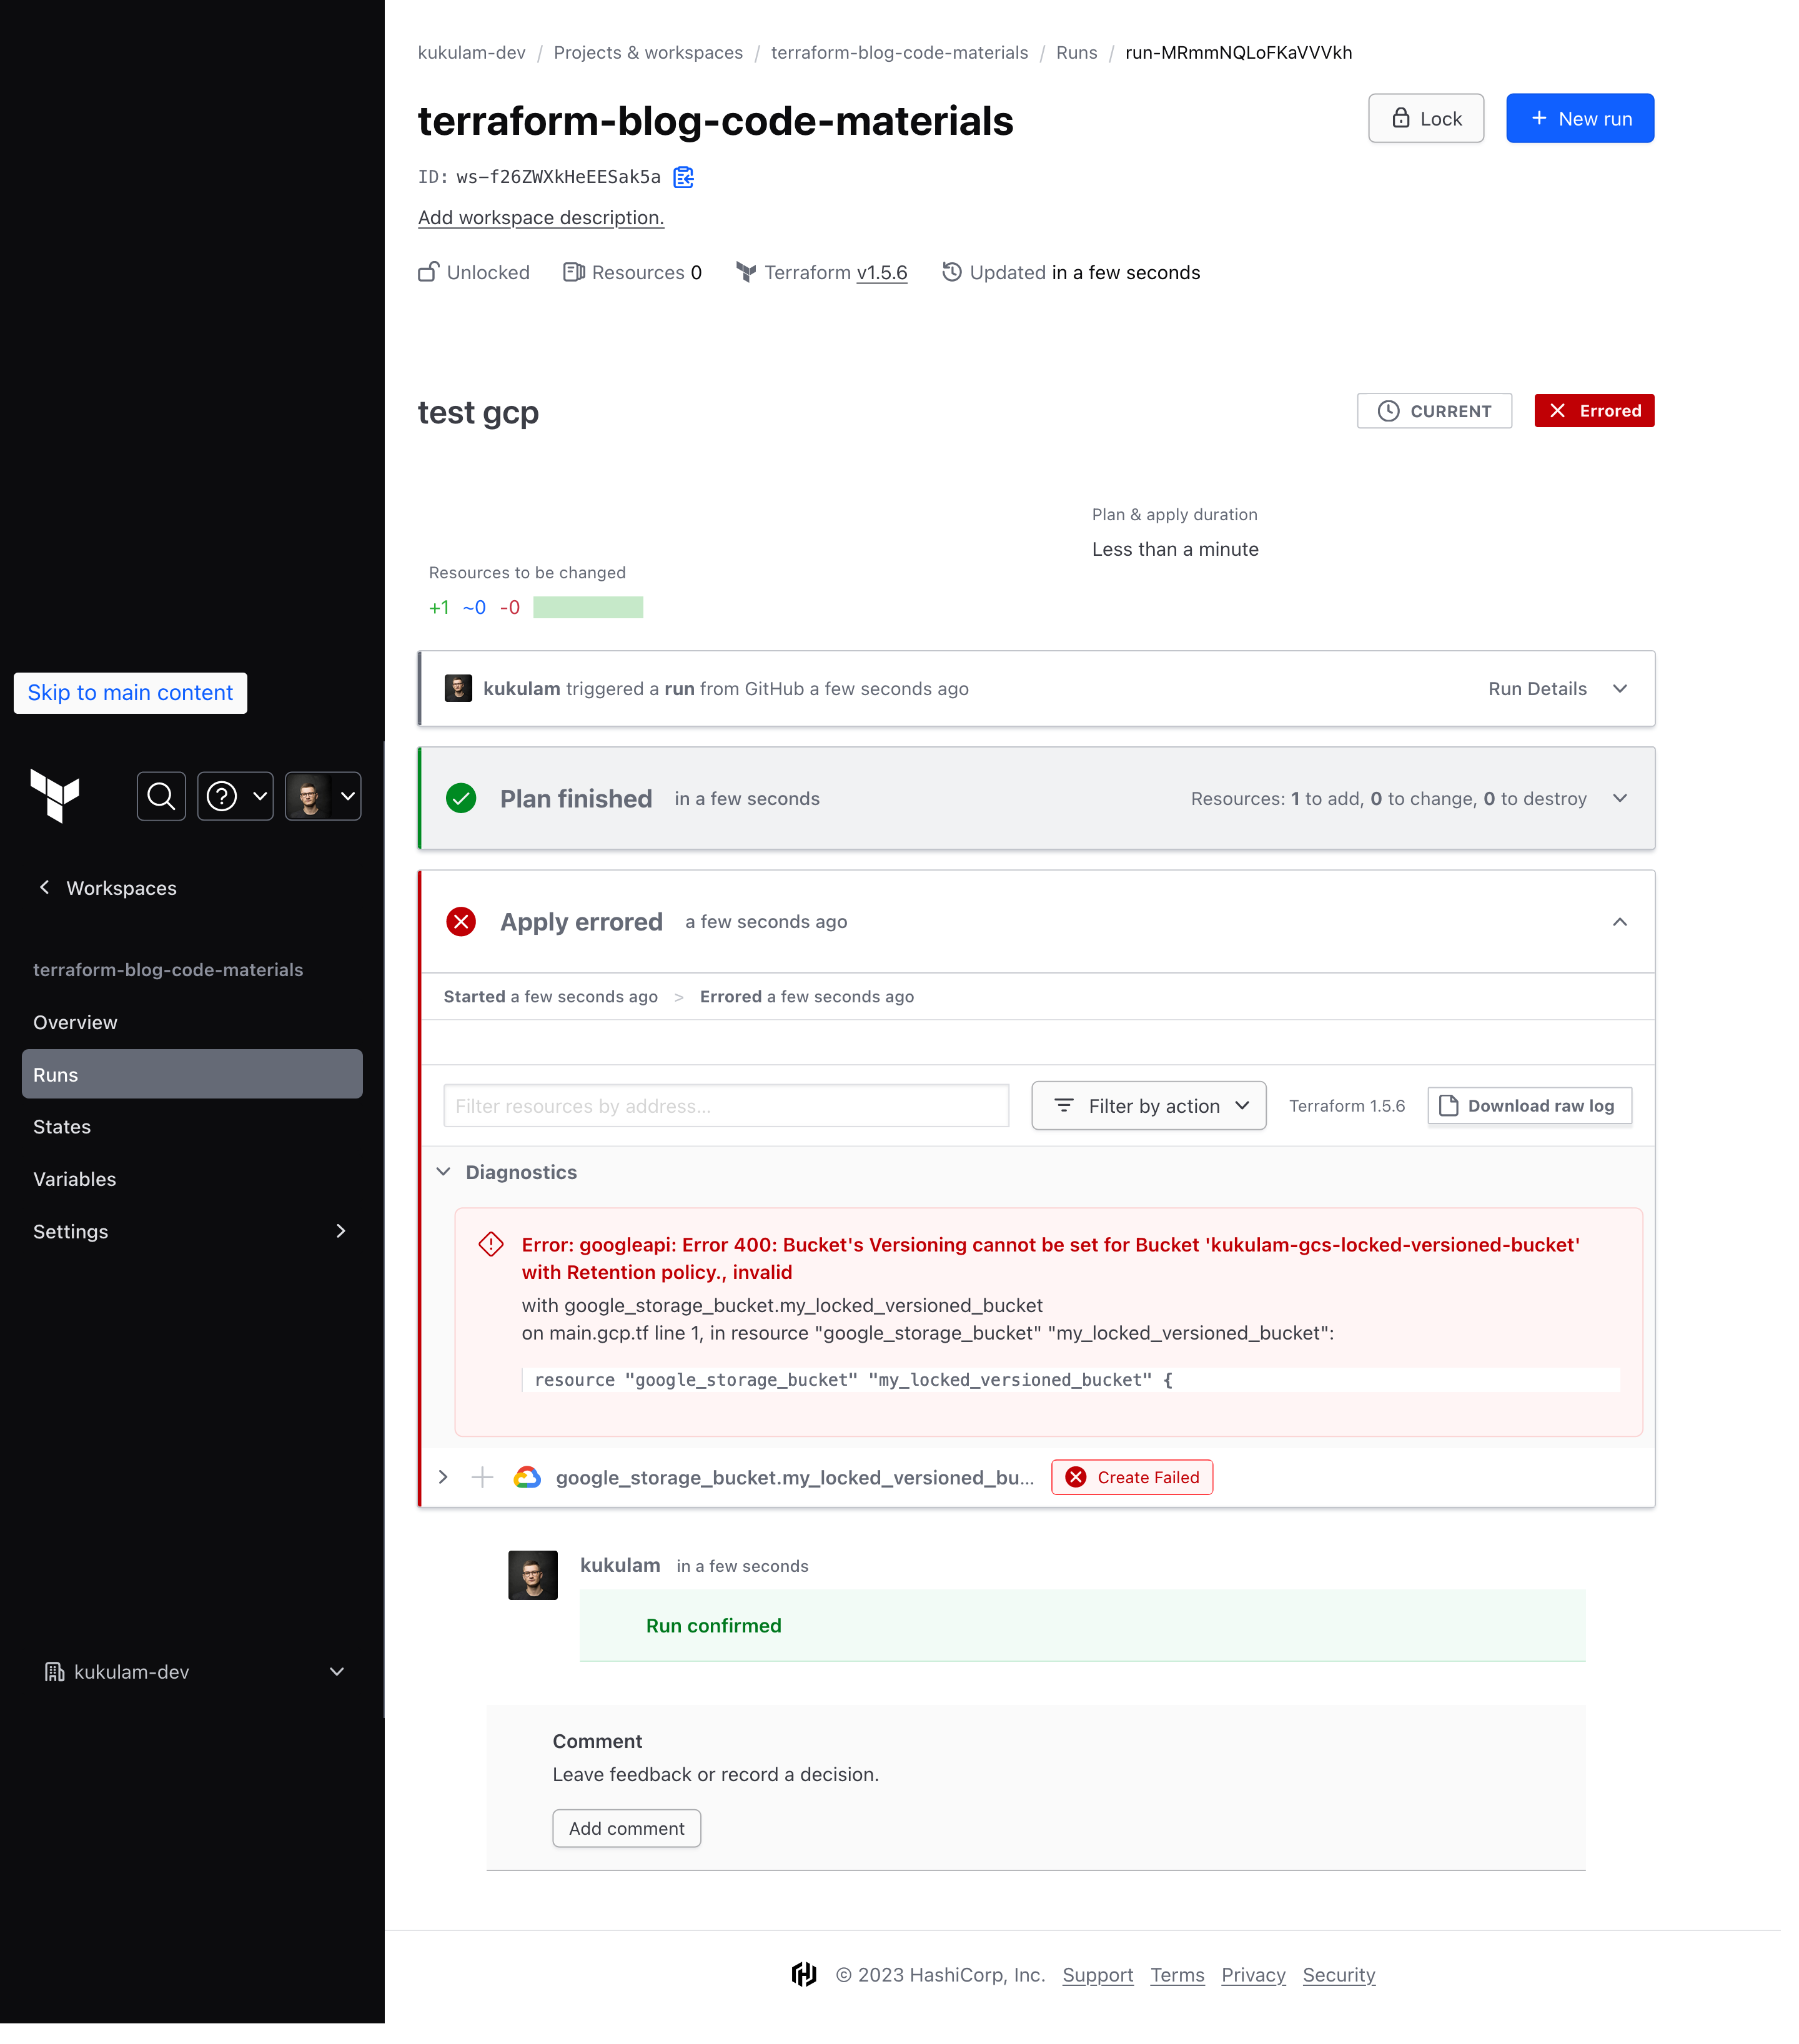 Skip to main content
Workspaces
terraform-blog-code-materials
Overview
Runs
States
Variables
Settings
kukulam-dev
kukulam-dev / Projects & workspaces / terraform-blog-code-materials / Runs / run-MRmmNQLoFKaVVVkh
terraform-blog-code-materials
Lock
+ New run
ID: ws-f26ZWXkHeEESak5a
Add workspace description.
Unlocked Resources 0 Terraform v1.5.6 Updated in a few seconds
test gcp
CURRENT
Errored
Plan & apply duration
Less than a minute
Resources to be changed
+1 ~0 -0
kukulam triggered a run from GitHub a few seconds ago
Run Details
Plan finished in a few seconds
Resources: 1 to add, 0 to change, 0 to destroy
Apply errored a few seconds ago
Started a few seconds ago > Errored a few seconds ago
Filter resources by address...
Filter by action
Terraform 1.5.6
Download raw log
Diagnostics
Error: googleapi: Error 400: Bucket's Versioning cannot be set for Bucket 'kukulam-gcs-locked-versioned-bucket'
with Retention policy., invalid
with google_storage_bucket.my_locked_versioned_bucket
on main.gcp.tf line 1, in resource "google_storage_bucket" "my_locked_versioned_bucket":
resource "google_storage_bucket" "my_locked_versioned_bucket" {
google_storage_bucket.my_locked_versioned_bu...
Create Failed
kukulam in a few seconds
Run confirmed
Comment
Leave feedback or record a decision.
Add comment
© 2023 HashiCorp, Inc. Support Terms Privacy Security